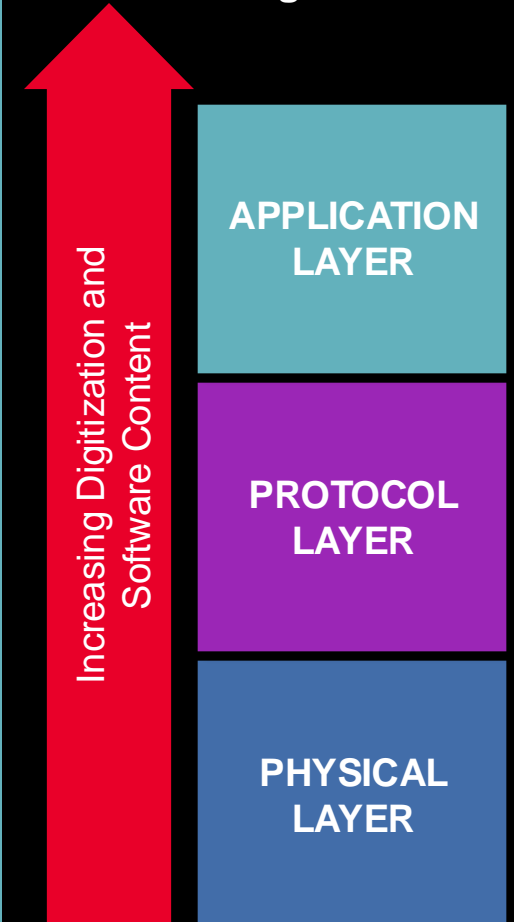 APPLICATION
LAYER
Increasing Digitization and
Software Content
PROTOCOL
LAYER
PHYSICAL
LAYER